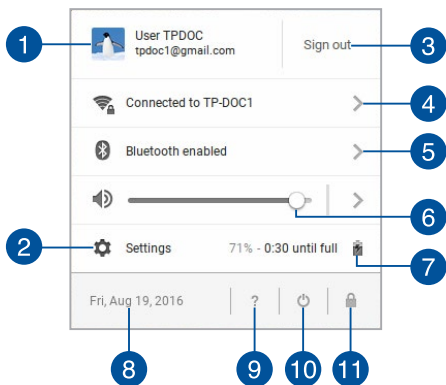 1
User TPDOC
tpdoc1@gmail.com
Sign out
3
Connected to TP-DOC1
4
Bluetooth enabled
5
6
2
Settings
71% - 0:30 until full
7
Fri, Aug 19, 2016
?
8
9
10
11